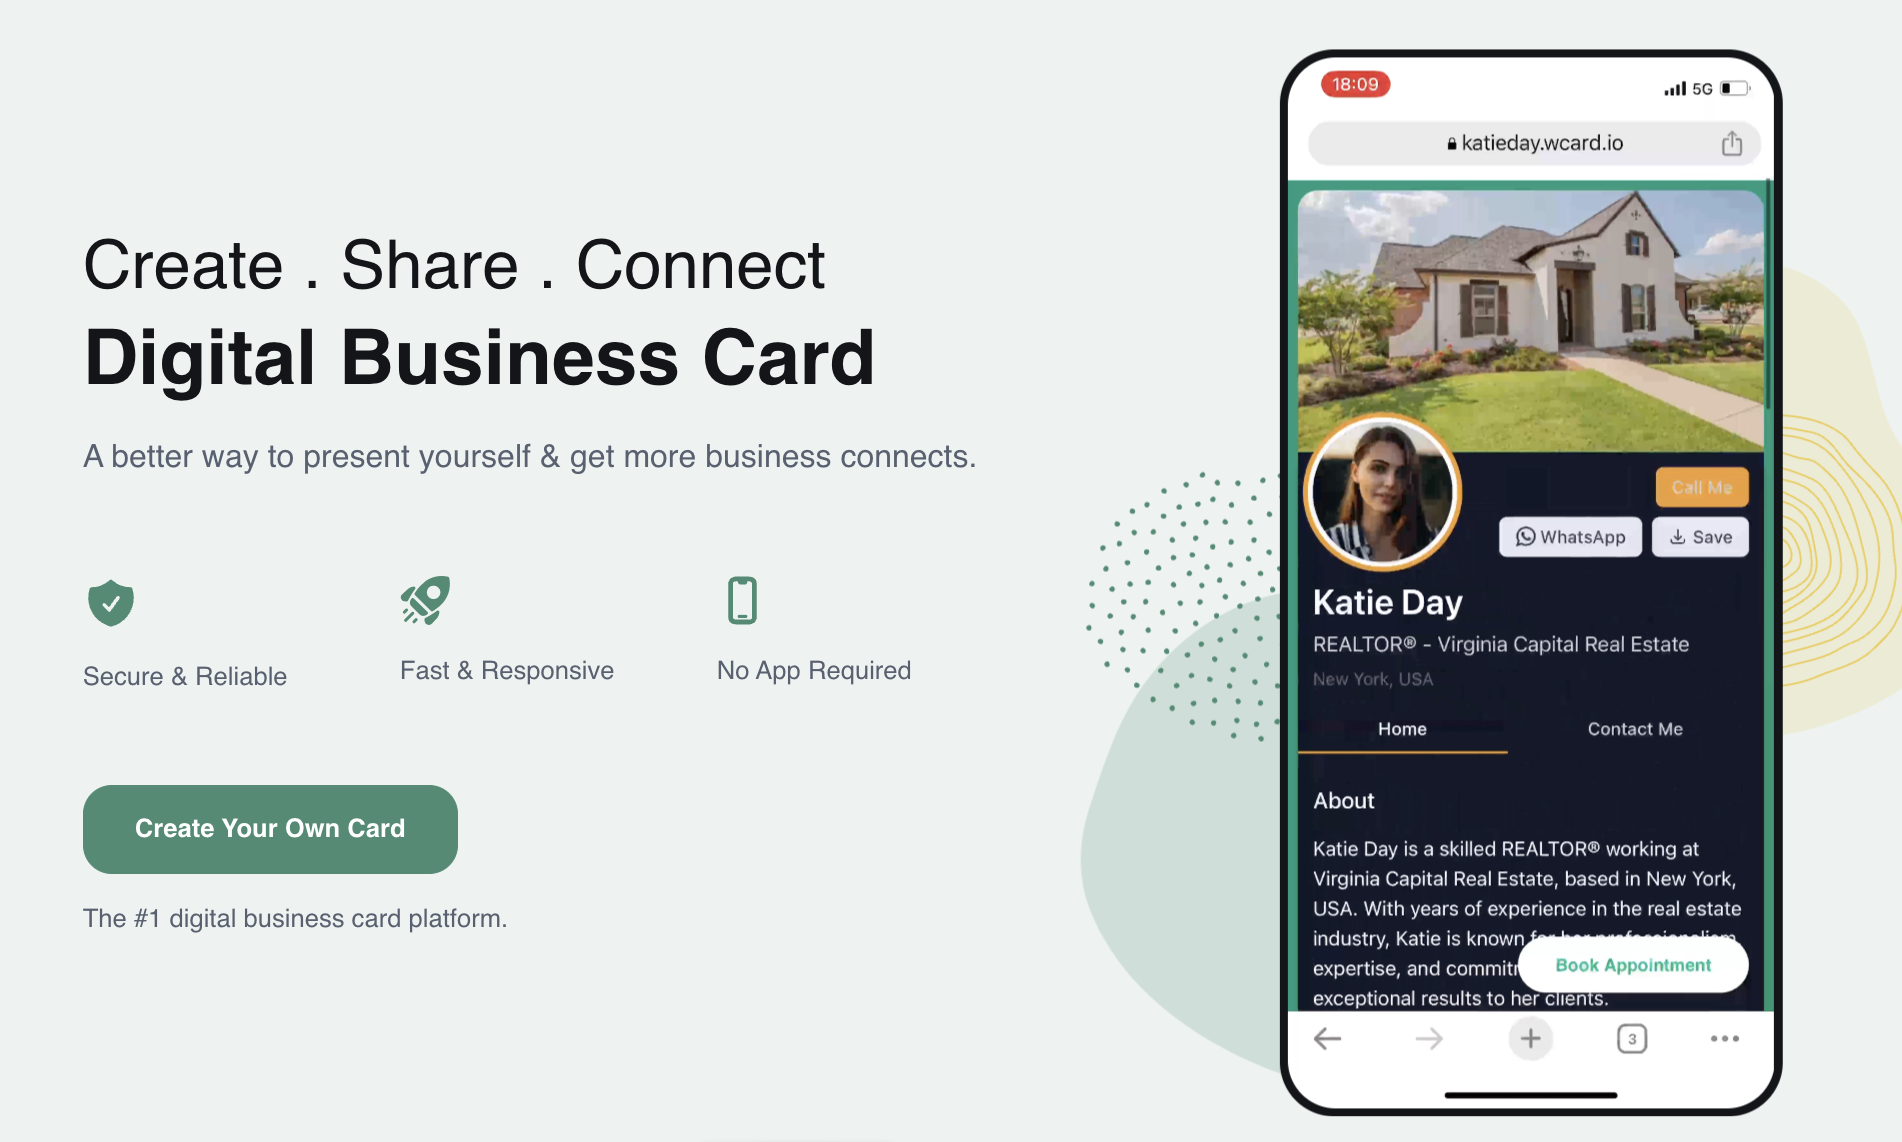 Create . Share . Connect
Digital Business Card
A better way to present yourself & get more business connects.
Secure & Reliable
Fast & Responsive
No App Required
Create Your Own Card
The #1 digital business card platform.
18:09
5G
katieday.wcard.io
Call Me
WhatsApp
Save
Katie Day
REALTOR® - Virginia Capital Real Estate
New York, USA
Home
Contact Me
About
Katie Day is a skilled REALTOR® working at
Virginia Capital Real Estate, based in New York,
USA. With years of experience in the real estate
industry, Katie is known for her professionalism,
expertise, and commitm
Book Appointment
exceptional results to her clients.
3